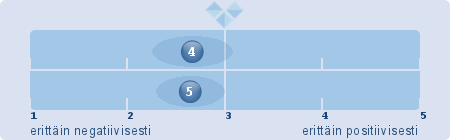 4
5
1 2 3 4 5
erittäin negatiivisesti erittäin positiivisesti